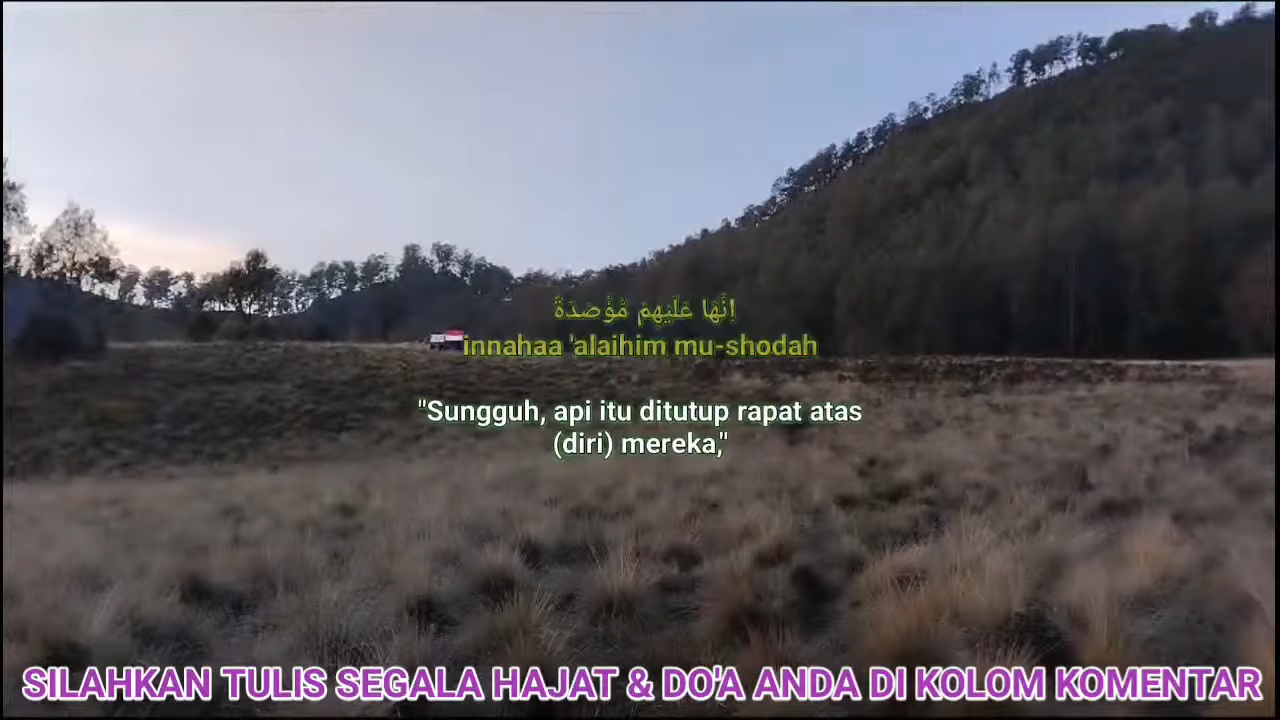 اِنَّهَا عَلَيْهِمْ مُّؤْصَدَةٌ
innahaa 'alaihim mu-shodah
"Sungguh, api itu ditutup rapat atas
(diri) mereka,"
SILAHKAN TULIS SEGALA HAJAT & DO'A ANDA DI KOLOM KOMENTAR